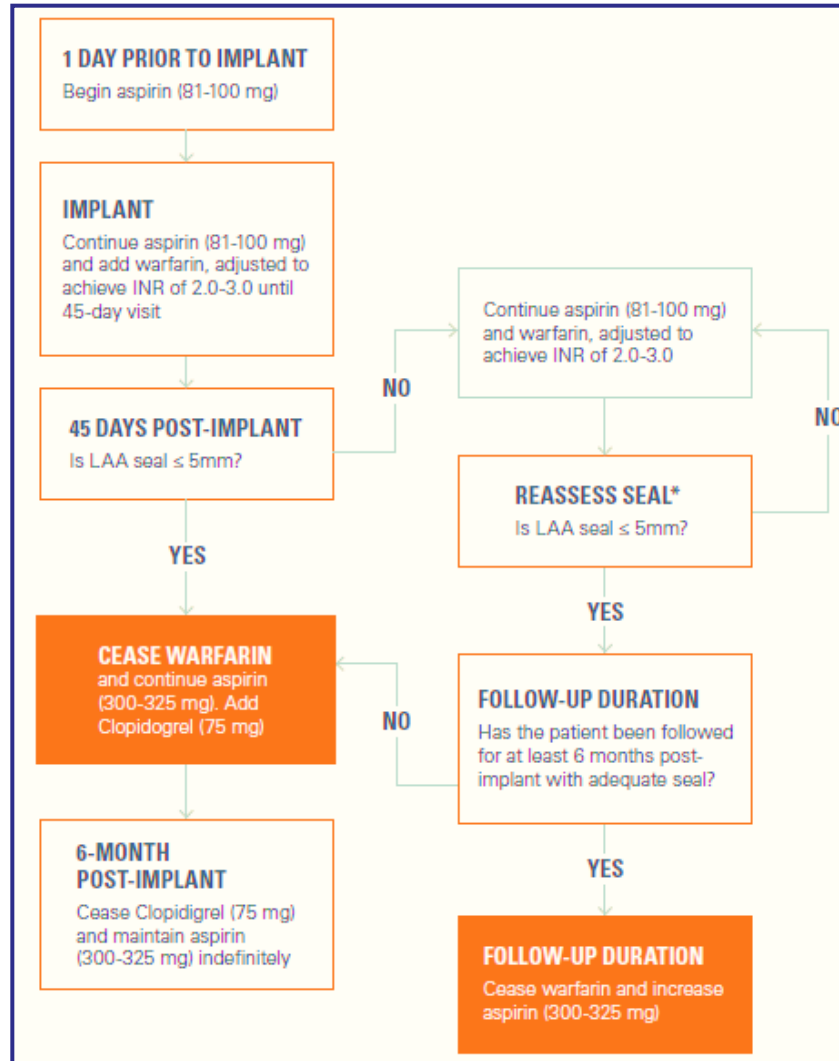 1 DAY PRIOR TO IMPLANT
Begin aspirin (81-100 mg)
IMPLANT
Continue aspirin (81-100 mg)
and add warfarin, adjusted to
achieve INR of 2.0-3.0 until
45-day visit
45 DAYS POST-IMPLANT
Is LAA seal ≤ 5mm?
YES
NO
CEASE WARFARIN
and continue aspirin
(300-325 mg). Add
Clopidogrel (75 mg)
6-MONTH
POST-IMPLANT
Cease Clopidigrel (75 mg)
and maintain aspirin
(300-325 mg) indefinitely
Continue aspirin (81-100 mg)
and warfarin, adjusted to
achieve INR of 2.0-3.0
NO
REASSESS SEAL*
Is LAA seal ≤ 5mm?
YES
FOLLOW-UP DURATION
Has the patient been followed
for at least 6 months post-
implant with adequate seal?
NO
YES
FOLLOW-UP DURATION
Cease warfarin and increase
aspirin (300-325 mg)